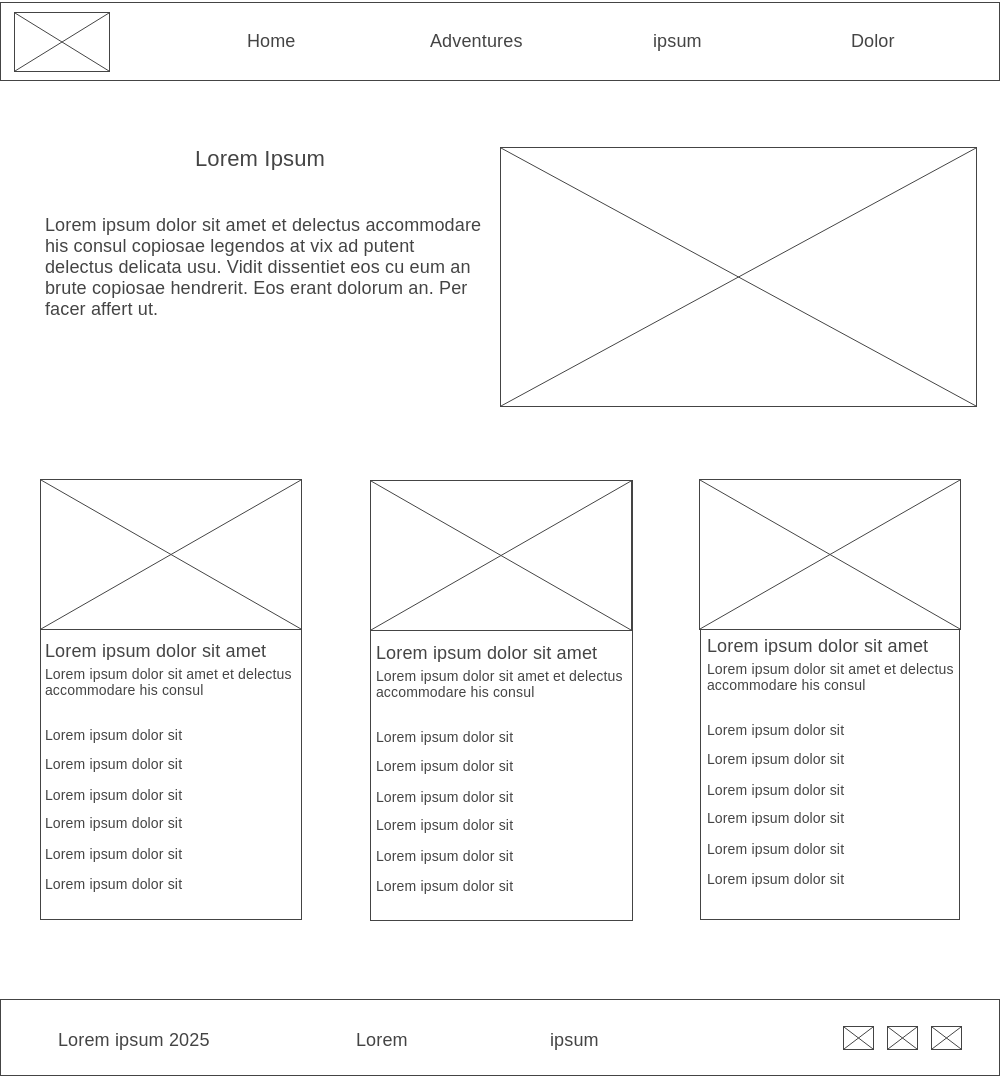 Home Adventures ipsum Dolor
Lorem Ipsum
Lorem ipsum dolor sit amet et delectus accommodare
his consul copiosae legendos at vix ad putent
delectus delicata usu. Vidit dissentiet eos cu eum an
brute copiosae hendrerit. Eos erant dolorum an. Per
facer affert ut.
Lorem ipsum dolor sit amet
Lorem ipsum dolor sit amet et delectus
accommodare his consul
Lorem ipsum dolor sit
Lorem ipsum dolor sit
Lorem ipsum dolor sit
Lorem ipsum dolor sit
Lorem ipsum dolor sit
Lorem ipsum dolor sit
Lorem ipsum dolor sit amet
Lorem ipsum dolor sit amet et delectus
accommodare his consul
Lorem ipsum dolor sit
Lorem ipsum dolor sit
Lorem ipsum dolor sit
Lorem ipsum dolor sit
Lorem ipsum dolor sit
Lorem ipsum dolor sit
Lorem ipsum dolor sit amet
Lorem ipsum dolor sit amet et delectus
accommodare his consul
Lorem ipsum dolor sit
Lorem ipsum dolor sit
Lorem ipsum dolor sit
Lorem ipsum dolor sit
Lorem ipsum dolor sit
Lorem ipsum dolor sit
Lorem ipsum 2025 Lorem ipsum